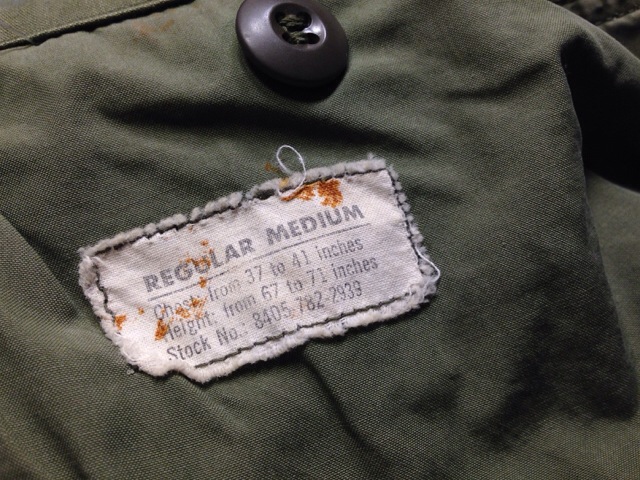 REGULAR MEDIUM
Chest: from 37 to 41 inches
Height: from 67 to 71 inches
Stock No.: 8405-782-2939